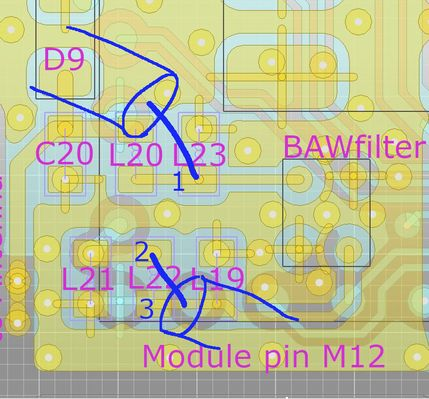 D9
C20 L20 L23
BAWfilter
1
2
L21 L22 L19
3
Module pin M12